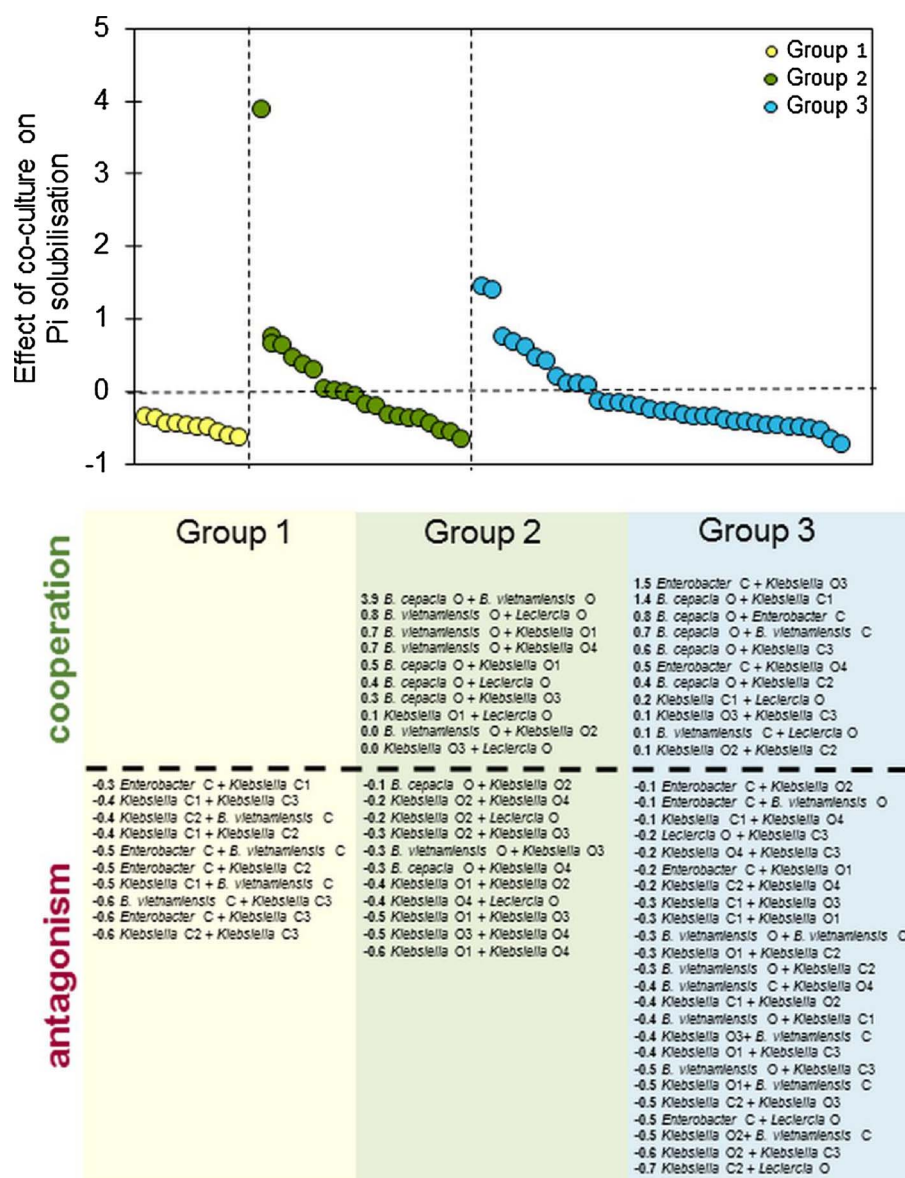 5
4
3
2
1
0
-1
Effect of co-culture on
Pi solubilisation
Group 1
Group 2
Group 3
cooperation
antagonism
Group 1
-0.3 Enterobacter C + Klebsiella C1
-0.4 Klebsiella C1 + Klebsiella C3
-0.4 Klebsiella C2 + B. vietnamiensis C
-0.4 Klebsiella C1 + Klebsiella C2
-0.5 Enterobacter C + B. vietnamiensis C
-0.5 Enterobacter C + Klebsiella C2
-0.5 Klebsiella C1 + B. vietnamiensis C
-0.6 B. vietnamiensis C + Klebsiella C3
-0.6 Enterobacter C + Klebsiella C3
-0.6 Klebsiella C2 + Klebsiella C3
Group 2
3.9 B. cepacia O + B. vietnamiensis O
0.8 B. vietnamiensis O + Leclercia O
0.7 B. vietnamiensis O + Klebsiella O1
0.7 B. vietnamiensis O + Klebsiella O4
0.5 B. cepacia O + Klebsiella O1
0.4 B. cepacia O + Leclercia O
0.3 B. cepacia O + Klebsiella O3
0.1 Klebsiella O1 + Leclercia O
0.0 B. vietnamiensis O + Klebsiella O2
0.0 Klebsiella O3 + Leclercia O
-0.1 B. cepacia O + Klebsiella O2
-0.2 Klebsiella O2 + Klebsiella O4
-0.2 Klebsiella O2 + Leclercia O
-0.3 Klebsiella O2 + Klebsiella O3
-0.3 B. vietnamiensis O + Klebsiella O3
-0.3 B. cepacia O + Klebsiella O4
-0.4 Klebsiella O1 + Klebsiella O2
-0.4 Klebsiella O4 + Leclercia O
-0.5 Klebsiella O1 + Klebsiella O3
-0.5 Klebsiella O3 + Klebsiella O4
-0.6 Klebsiella O1 + Klebsiella O4
Group 3
1.5 Enterobacter C + Klebsiella O3
1.4 B. cepacia O + Klebsiella C1
0.8 B. cepacia O + Enterobacter C
0.7 B. cepacia O + B. vietnamiensis C
0.6 B. cepacia O + Klebsiella C3
0.5 Enterobacter C + Klebsiella O4
0.4 B. cepacia O + Klebsiella C2
0.2 Klebsiella C1 + Leclercia O
0.1 Klebsiella O3 + Klebsiella C3
0.1 B. vietnamiensis C + Leclercia O
0.1 Klebsiella O2 + Klebsiella C2
-0.1 Enterobacter C + Klebsiella O2
-0.1 Enterobacter C + B. vietnamiensis O
-0.1 Klebsiella C1 + Klebsiella O4
-0.2 Leclercia O + Klebsiella C3
-0.2 Klebsiella O4 + Klebsiella C3
-0.2 Enterobacter C + Klebsiella O1
-0.2 Klebsiella C2 + Klebsiella O4
-0.3 Klebsiella C1 + Klebsiella O3
-0.3 Klebsiella C1 + Klebsiella O1
-0.3 B. vietnamiensis O + B. vietnamiensis C
-0.3 Klebsiella O1 + Klebsiella C2
-0.3 B. vietnamiensis O + Klebsiella C2
-0.4 B. vietnamiensis C + Klebsiella O4
-0.4 Klebsiella C1 + Klebsiella O2
-0.4 B. vietnamiensis O + Klebsiella C1
-0.4 Klebsiella O3+ B. vietnamiensis C
-0.4 Klebsiella O1 + Klebsiella C3
-0.5 B. vietnamiensis O + Klebsiella C3
-0.5 Klebsiella O1+ B. vietnamiensis C
-0.5 Klebsiella C2 + Klebsiella O3
-0.5 Enterobacter C + Leclercia O
-0.5 Klebsiella O2+ B. vietnamiensis C
-0.6 Klebsiella O2 + Klebsiella C3
-0.7 Klebsiella C2 + Leclercia O